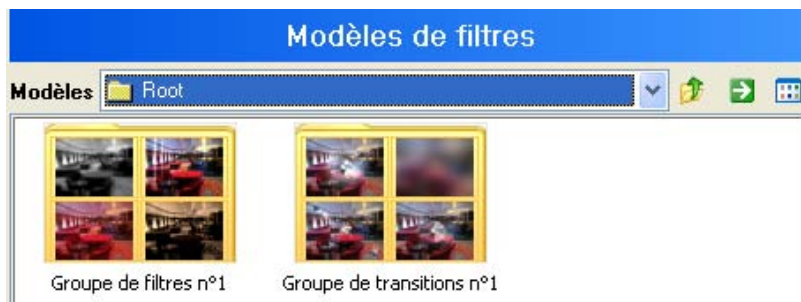 Modèles de filtres
Modèles Root
Groupe de filtres n°1 Groupe de transitions n°1